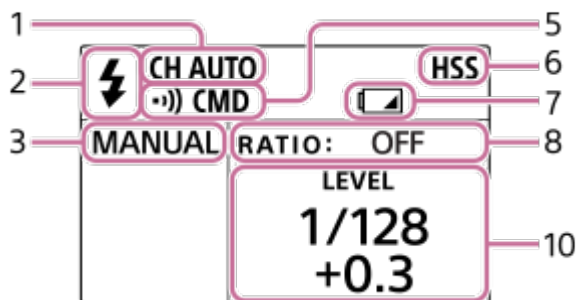 1
5
2
CH AUTO
HSS
6
•))) CMD
7
3
MANUAL
RATIO: OFF
8
LEVEL
1/128
+0.3
10